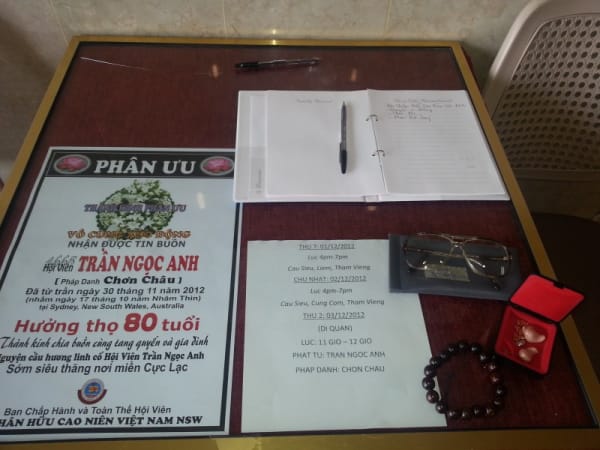 PHÂN ƯU
THÀNH KÍNH PHÂN ƯU
VÔ CÙNG XÚC ĐỘNG
NHẬN ĐƯỢC TIN BUỒN
Hội Viên TRẦN NGỌC ANH
( Pháp Danh Chơn Châu )
Đã từ trần ngày 30 tháng 11 năm 2012
(nhằm ngày 17 tháng 10 năm Nhâm Thìn)
tại Sydney, New South Wales, Australia
Hưởng thọ 80 tuổi
Thành kính chia buồn cùng tang quyến và gia đình
Nguyện cầu hương linh cố Hội Viên Trần Ngọc Anh
Sớm siêu thăng nơi miền Cực Lạc
Ban Chấp Hành và Toàn Thể Hội Viên
THÂN HỮU CAO NIÊN VIỆT NAM NSW
THU 7: 01/12/2012
Luc 4pm-7pm
Cau Sieu, Liem, Tham Vieng
CHU NHAT: 02/12/2012
Luc 4pm-7pm
Cau Sieu, Cung Com, Tham Vieng
THU 2: 03/12/2012
(DI QUAN)
LUC: 11 GIO – 12 GIO
PHAT TU: TRAN NGOC ANH
PHAP DANH: CHON CHAU